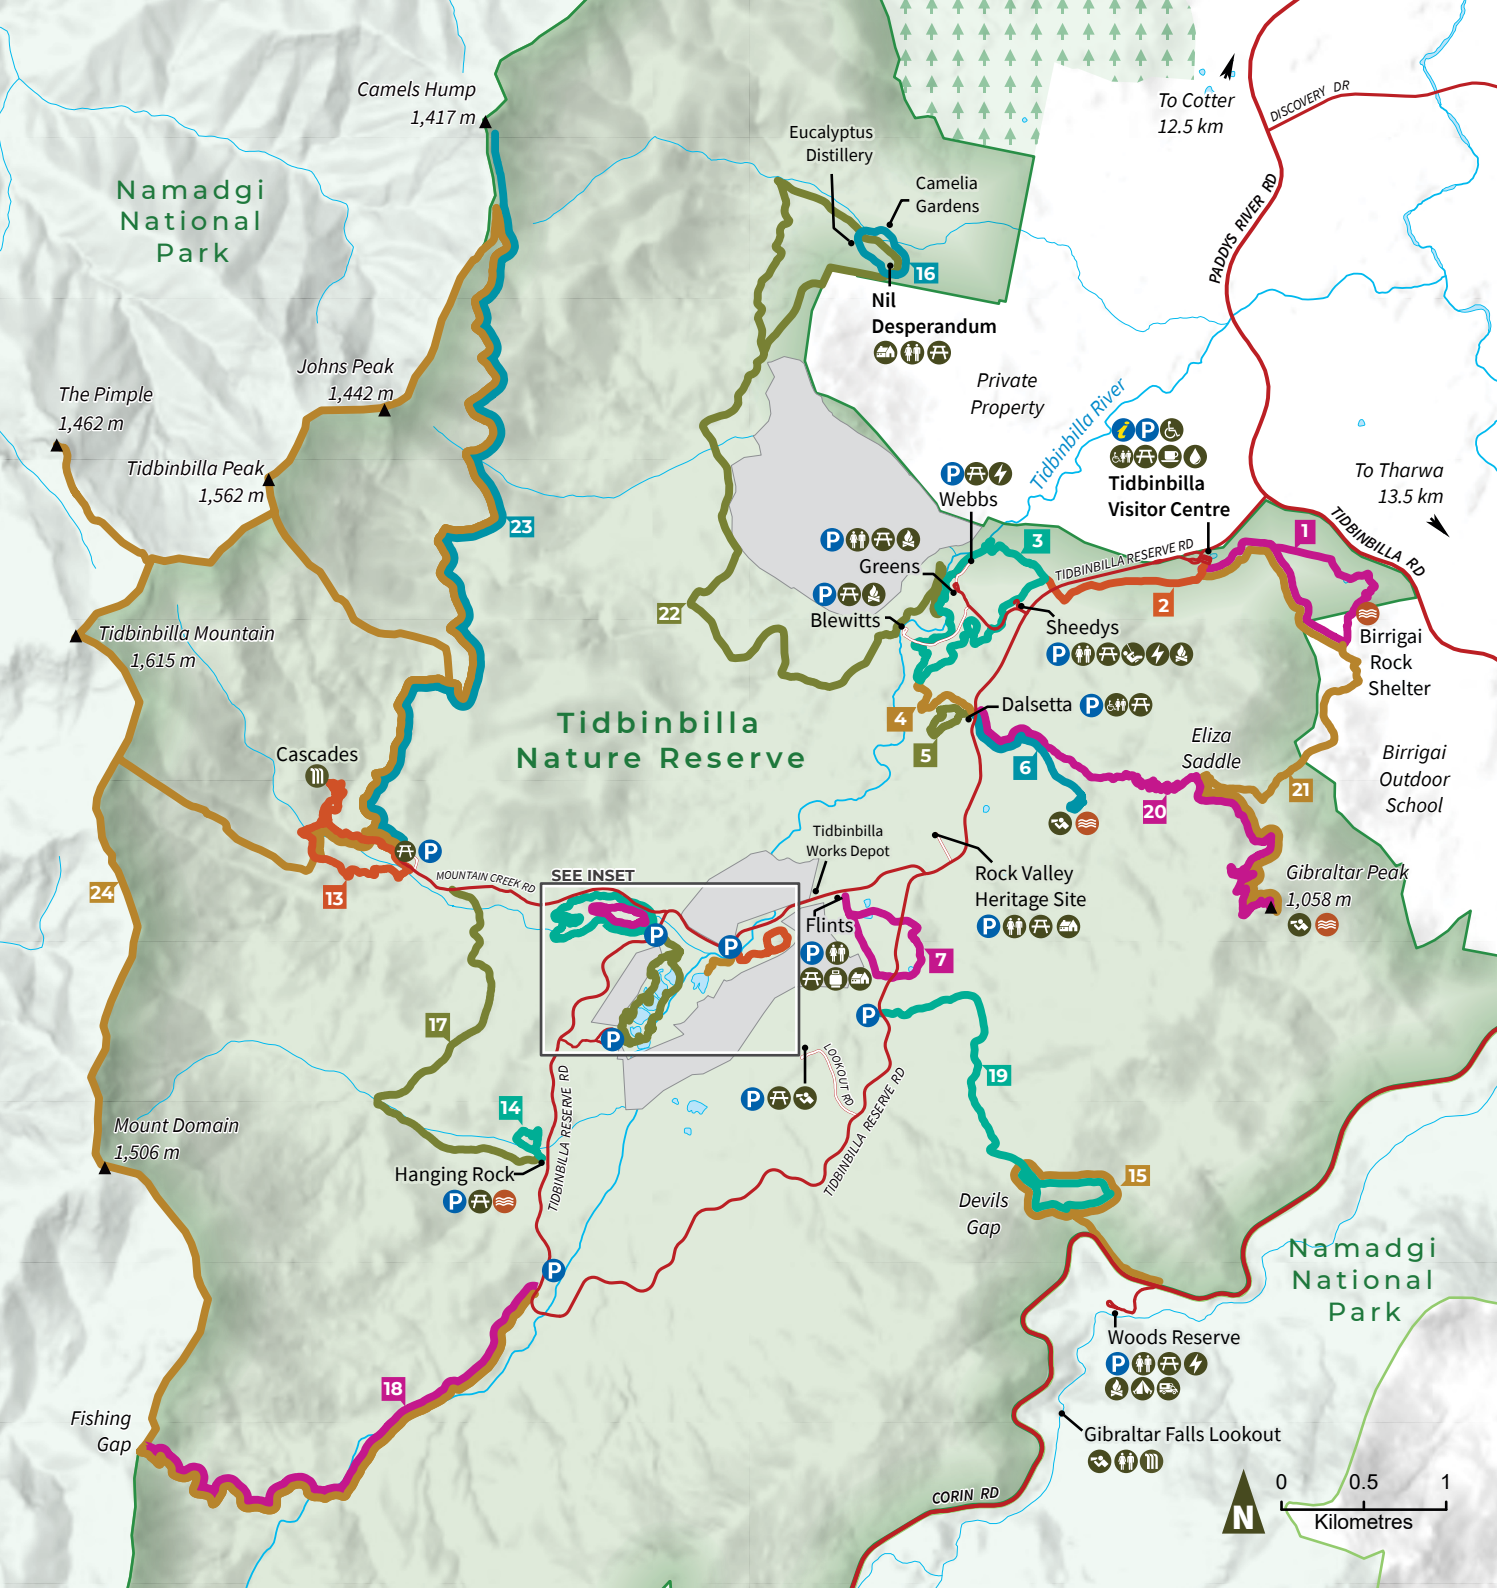 Camels Hump
1,417 m
Namadgi
National
Park
Eucalyptus
Distillery
Camelia
Gardens
16
Nil
Desperandum
To Cotter
12.5 km
DISCOVERY DR
PADDYS RIVER RD
Private
Property
Tidbinbilla River
Johns Peak
1,442 m
The Pimple
1,462 m
Tidbinbilla Peak
1,562 m
23
Webbs
P
i P
Tidbinbilla
Visitor Centre
To Tharwa
13.5 km
TIDBINBILLA RD
P
Greens
3
TIDBINBILLA RESERVE RD
1
2
P
Blewitts
22
Sheedys
P
Birrigai
Rock
Shelter
Tidbinbilla Mountain
1,615 m
Tidbinbilla
Nature Reserve
4
5
Dalsetta
P
6
Eliza
Saddle
20
21
Birrigai
Outdoor
School
Cascades
P
13
24
MOUNTAIN CREEK RD
SEE INSET
Tidbinbilla
Works Depot
Rock Valley
Heritage Site
P
Gibraltar Peak
1,058 m
Flints
P
7
P
P
P
P
17
19
LOOKOUT RD
P
TIDBINBILLA RESERVE RD
TIDBINBILLA RESERVE RD
14
Hanging Rock
P
Mount Domain
1,506 m
15
Devils
Gap
P
Namadgi
National
Park
Woods Reserve
P
18
Fishing
Gap
Gibraltar Falls Lookout
CORIN RD
N
0 0.5 1
Kilometres